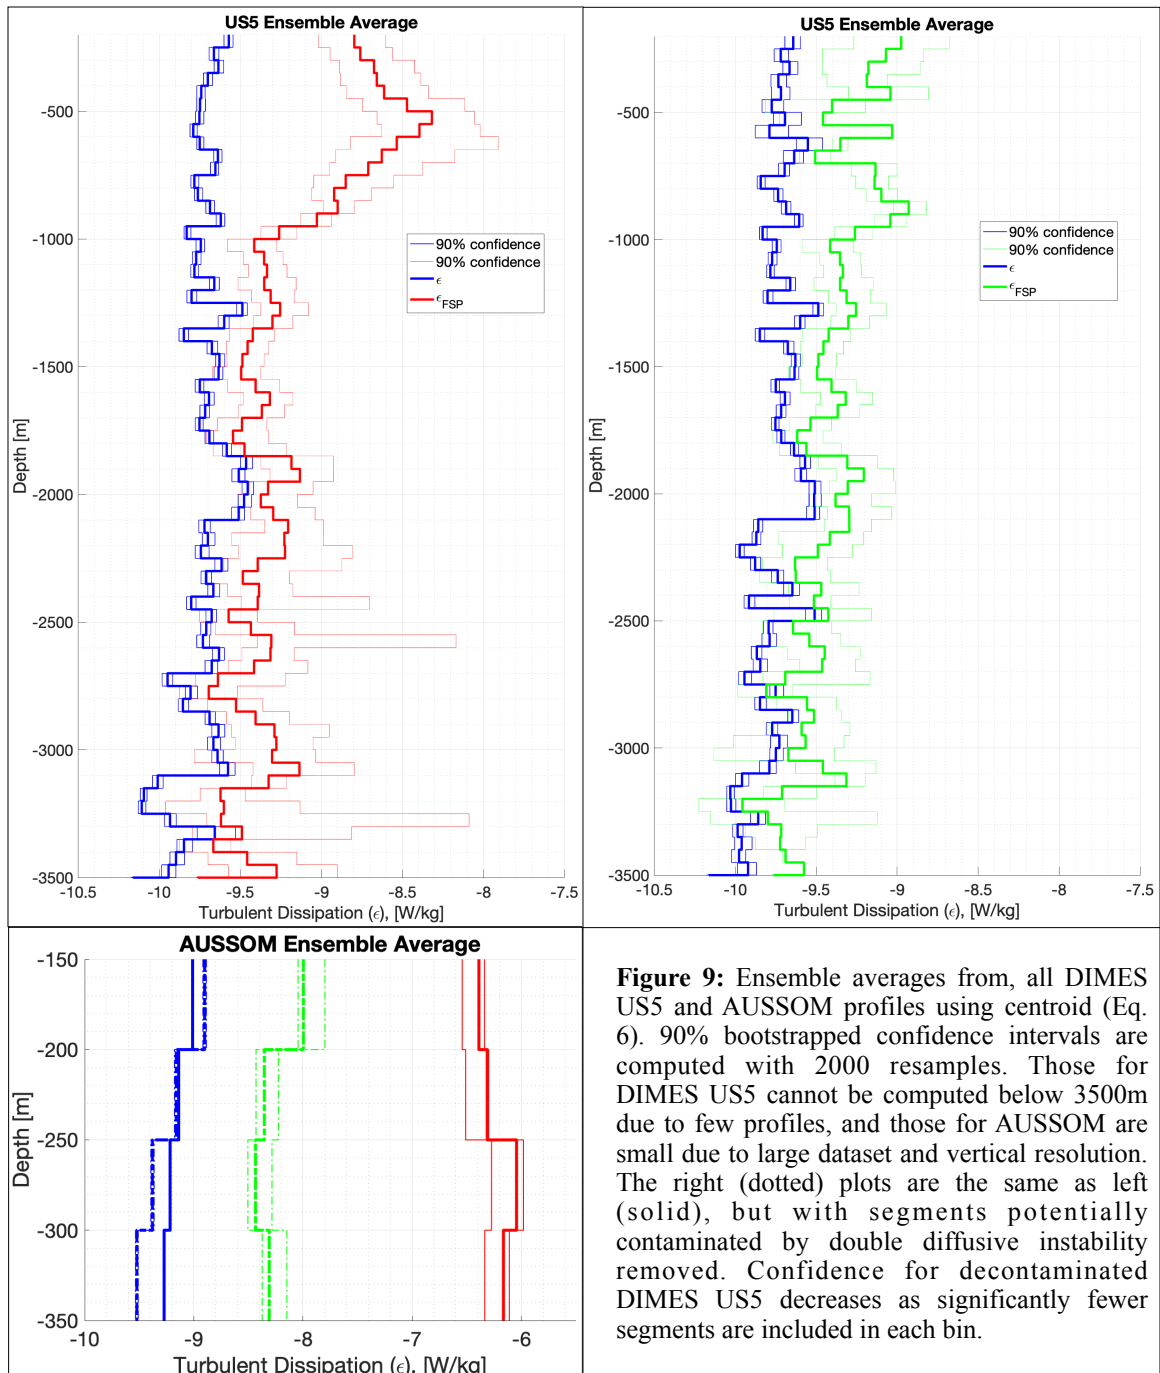 US5 Ensemble Average
-500
-1000
-1500
-2000
-2500
-3000
-3500
Depth [m]
90% confidence
90% confidence
ϵ
ϵFSP
-10.5
-10
-9.5
-9
-8.5
-8
-7.5
Turbulent Dissipation (ϵ), [W/kg]
US5 Ensemble Average
-500
-1000
-1500
-2000
-2500
-3000
-3500
Depth [m]
90% confidence
90% confidence
ϵ
ϵFSP
-10.5
-10
-9.5
-9
-8.5
-8
-7.5
Turbulent Dissipation (ϵ), [W/kg]
AUSSOM Ensemble Average
-150
-200
-250
-300
-350
Depth [m]
-10
-9
-8
-7
-6
Turbulent Dissipation (ϵ), [W/kg]
Figure 9: Ensemble averages from, all DIMES
US5 and AUSSOM profiles using centroid (Eq.
6). 90% bootstrapped confidence intervals are
computed with 2000 resamples. Those for
DIMES US5 cannot be computed below 3500m
due to few profiles, and those for AUSSOM are
small due to large dataset and vertical resolution.
The right (dotted) plots are the same as left
(solid), but with segments potentially
contaminated by double diffusive instability
removed. Confidence for decontaminated
DIMES US5 decreases as significantly fewer
segments are included in each bin.